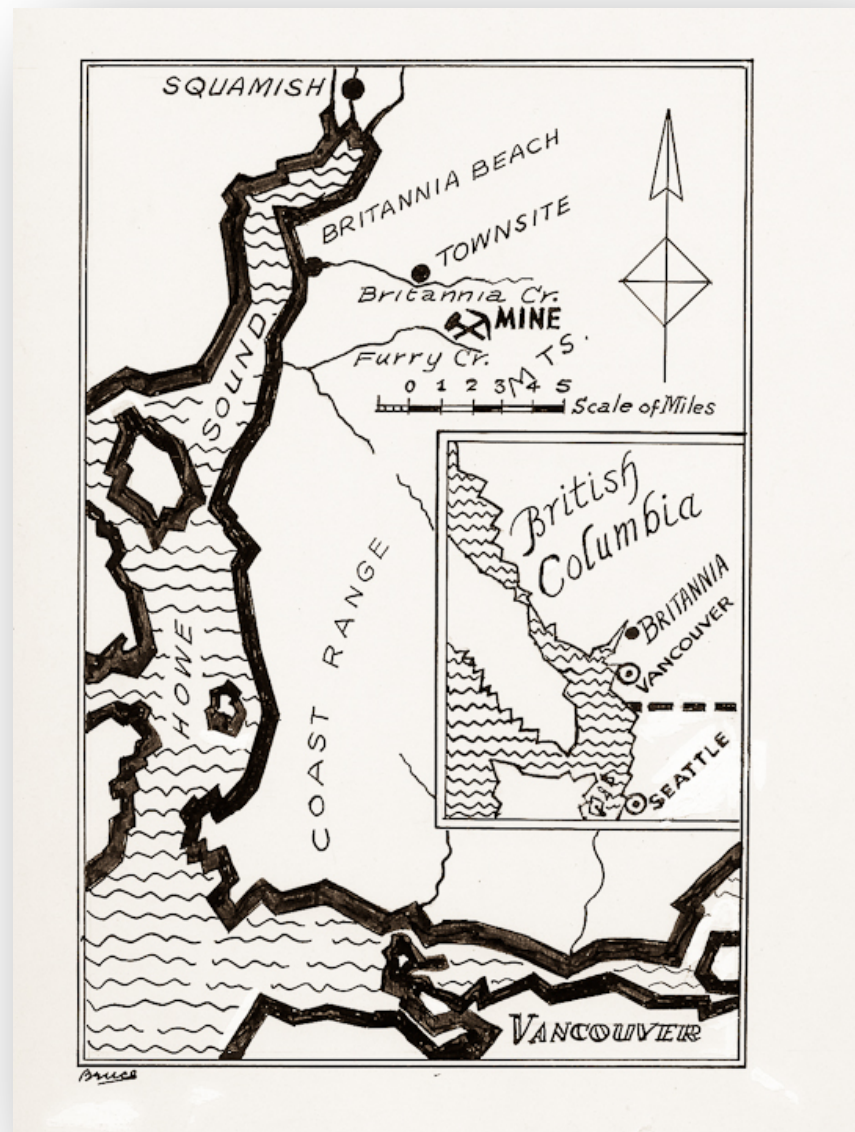 SQUAMISH
BRITANNIA BEACH
TOWNSITE
Britannia Cr.
MINE
Furry Cr.
MTS.
0 1 2 3 4 5
Scale of Miles
SOUND
HOWE
COAST RANGE
British
Columbia
BRITANNIA
VANCOUVER
SEATTLE
VANCOUVER
Bruce